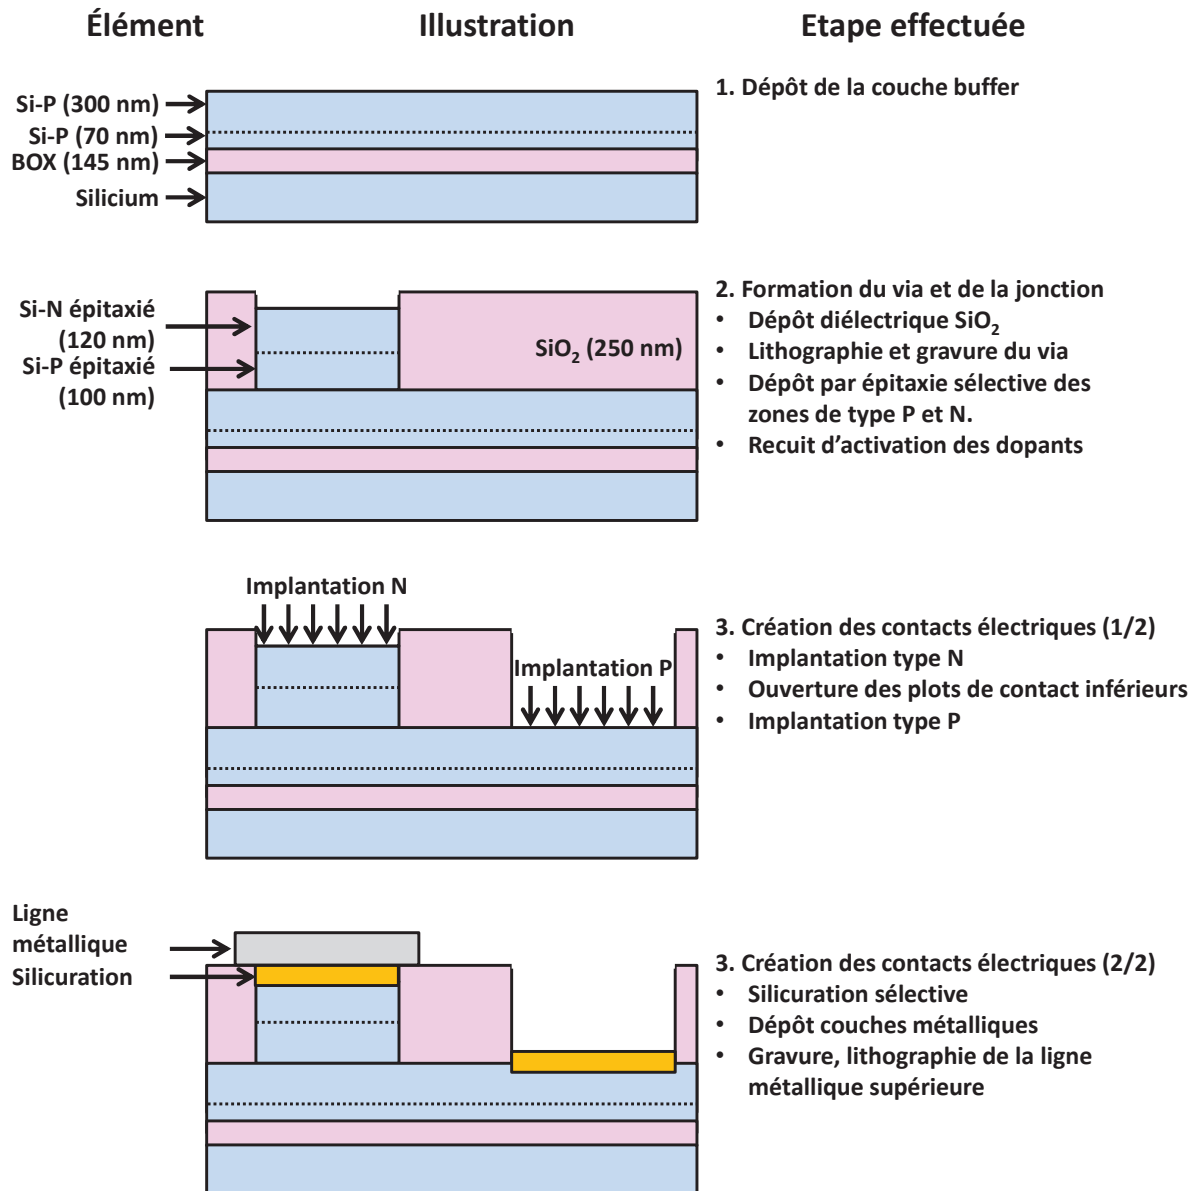 Élément Illustration Etape effectuée
Si-P (300 nm)
Si-P (70 nm)
BOX (145 nm)
Silicium
1. Dépôt de la couche buffer
Si-N épitaxié
(120 nm)
Si-P épitaxié
(100 nm)
SiO₂ (250 nm)
2. Formation du via et de la jonction
• Dépôt diélectrique SiO₂
• Lithographie et gravure du via
• Dépôt par épitaxie sélective des
zones de type P et N.
• Recuit d’activation des dopants
Implantation N
Implantation P
3. Création des contacts électriques (1/2)
• Implantation type N
• Ouverture des plots de contact inférieurs
• Implantation type P
Ligne
métallique
Silicuration
3. Création des contacts électriques (2/2)
• Silicuration sélective
• Dépôt couches métalliques
• Gravure, lithographie de la ligne
métallique supérieure